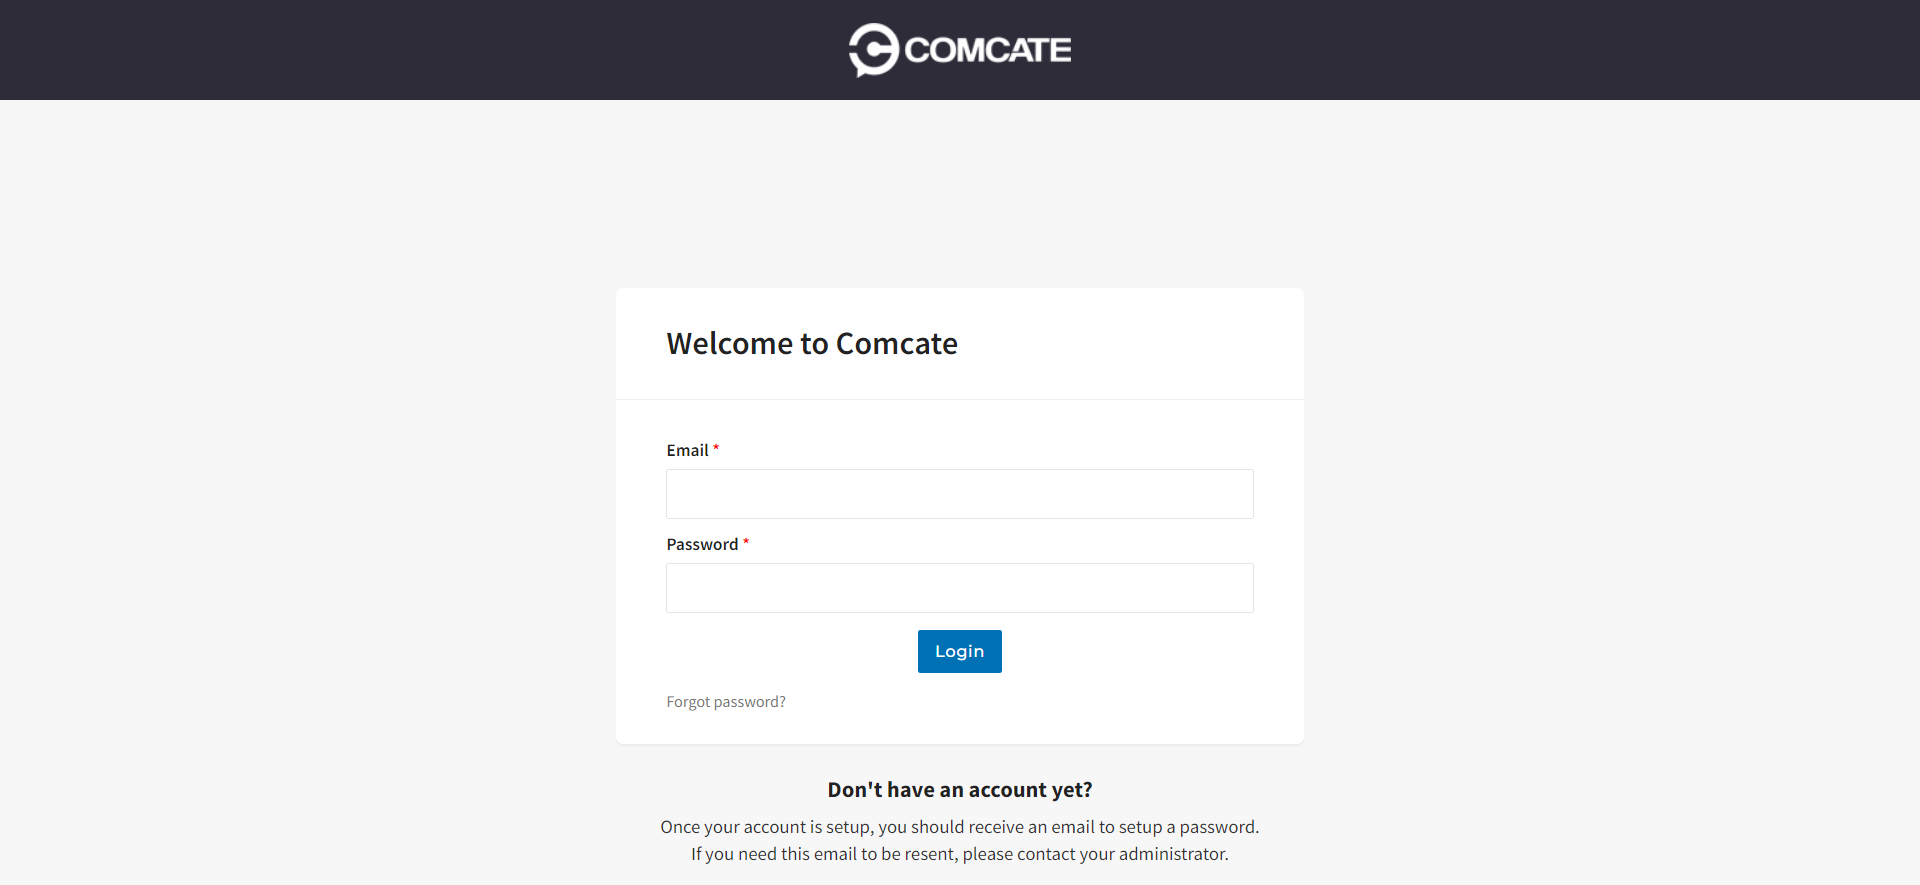 COMCATE
Welcome to Comcate
Email *
Password *
Login
Forgot password?
Don't have an account yet?
Once your account is setup, you should receive an email to setup a password.
If you need this email to be resent, please contact your administrator.